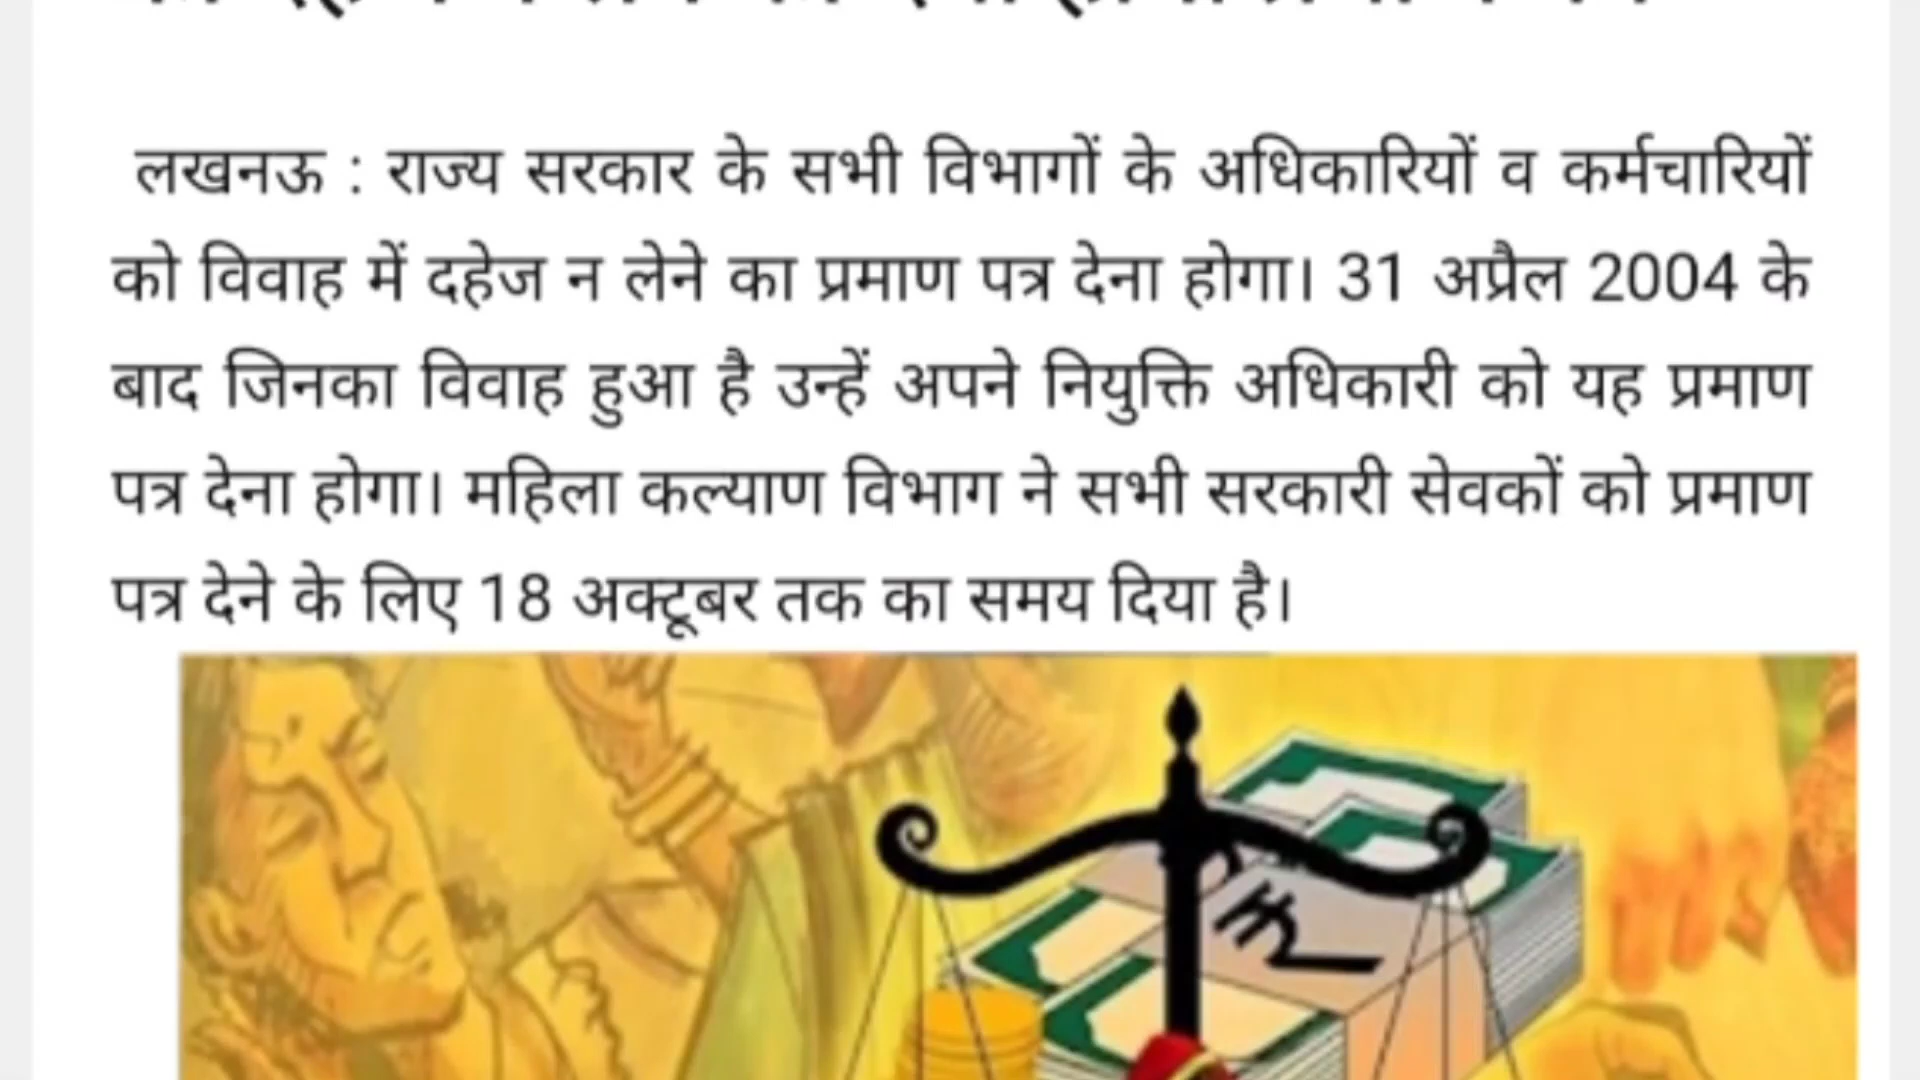 लखनऊ : राज्य सरकार के सभी विभागों के अधिकारियों व कर्मचारियों
को विवाह में दहेज न लेने का प्रमाण पत्र देना होगा। 31 अप्रैल 2004 के
बाद जिनका विवाह हुआ है उन्हें अपने नियुक्ति अधिकारी को यह प्रमाण
पत्र देना होगा। महिला कल्याण विभाग ने सभी सरकारी सेवकों को प्रमाण
पत्र देने के लिए 18 अक्टूबर तक का समय दिया है।